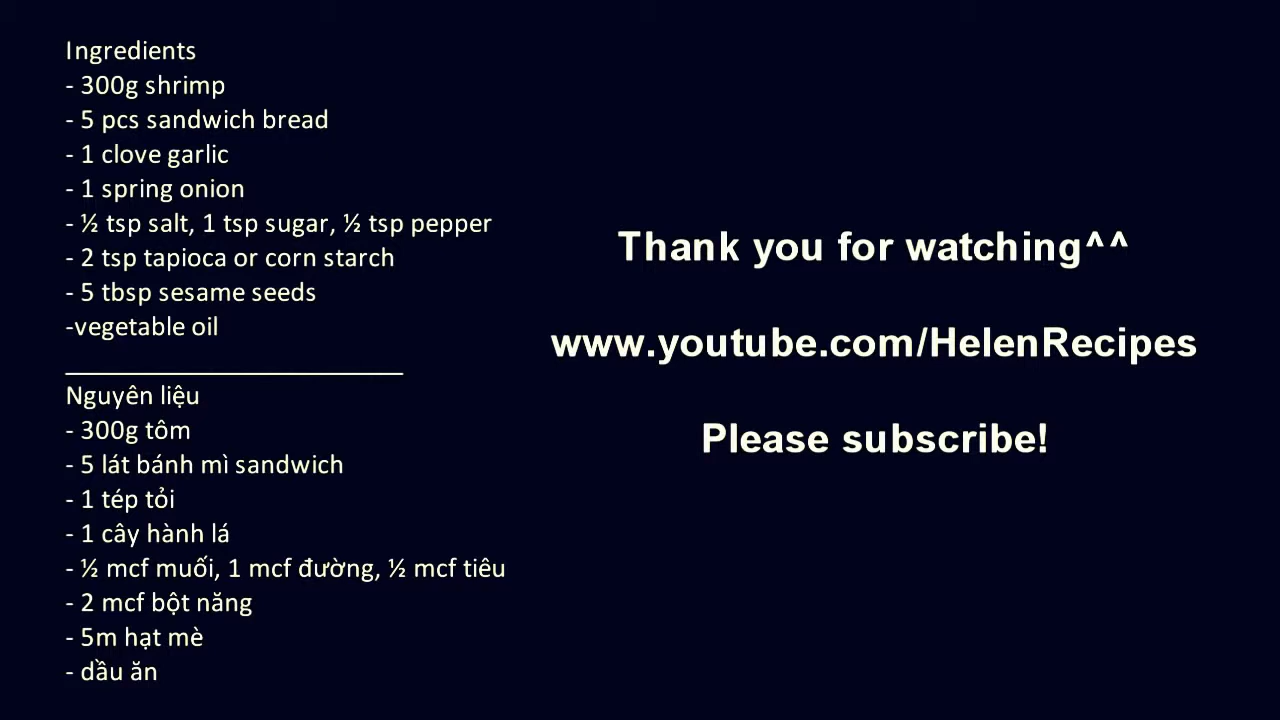 Ingredients
- 300g shrimp
- 5 pcs sandwich bread
- 1 clove garlic
- 1 spring onion
- ½ tsp salt, 1 tsp sugar, ½ tsp pepper
- 2 tsp tapioca or corn starch
- 5 tbsp sesame seeds
-vegetable oil
Nguyên liệu
- 300g tôm
- 5 lát bánh mì sandwich
- 1 tép tỏi
- 1 cây hành lá
- ½ mcf muối, 1 mcf đường, ½ mcf tiêu
- 2 mcf bột năng
- 5m hạt mè
- dầu ăn
Thank you for watching^^
www.youtube.com/HelenRecipes
Please subscribe!